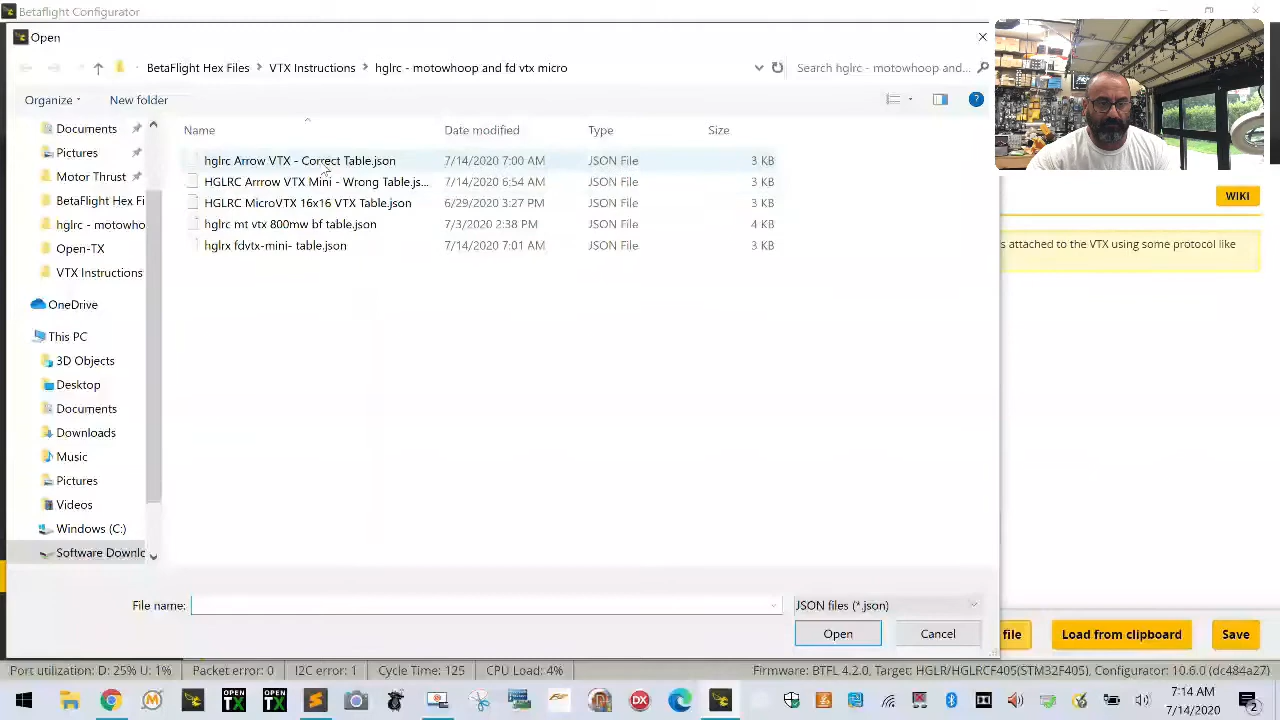 Betaflight Configurator
Open
BetaFlight Hex Files
VTX
hglrc - motowhoop and fd vtx micro
Search hglrc - motowhoop and...
Organize
New folder
Name
Date modified
Type
Size
Documents
Pictures
Motor Thrust
BetaFlight Hex Fi
hglrc - motowho
Open-TX
VTX Instructions
OneDrive
This PC
3D Objects
Desktop
Documents
Downloads
Music
Pictures
Videos
Windows (C:)
Software Downlo
hglrc Arrow VTX - Correct Table.json 7/14/2020 7:00 AM JSON File 3 KB
HGLRC Arrrow VTX Mini - Wrong Table.js... 7/14/2020 6:54 AM JSON File 3 KB
HGLRC MicroVTX 16x16 VTX Table.json 6/29/2020 3:27 PM JSON File 3 KB
hglrc mt vtx 800mw bf table.json 7/3/2020 2:38 PM JSON File 4 KB
hglrx fdvtx-mini- table.json 7/14/2020 7:01 AM JSON File 3 KB
WIKI
s attached to the VTX using some protocol like
File name:
JSON files (*.json)
Open
Cancel
file
Load from clipboard
Save
Port utilization: D: 25% U: 1%
Packet error: 0
I2C error: 1
Cycle Time: 125
CPU Load: 4%
Firmware: BTFL 4.2.0, Target: HGLR/HGLRCF405(STM32F405), Configurator: 10.6.0 (dc484a27)
OPEN
TX
OPEN
TX
DX
7:14 AM
7/14/2020
2